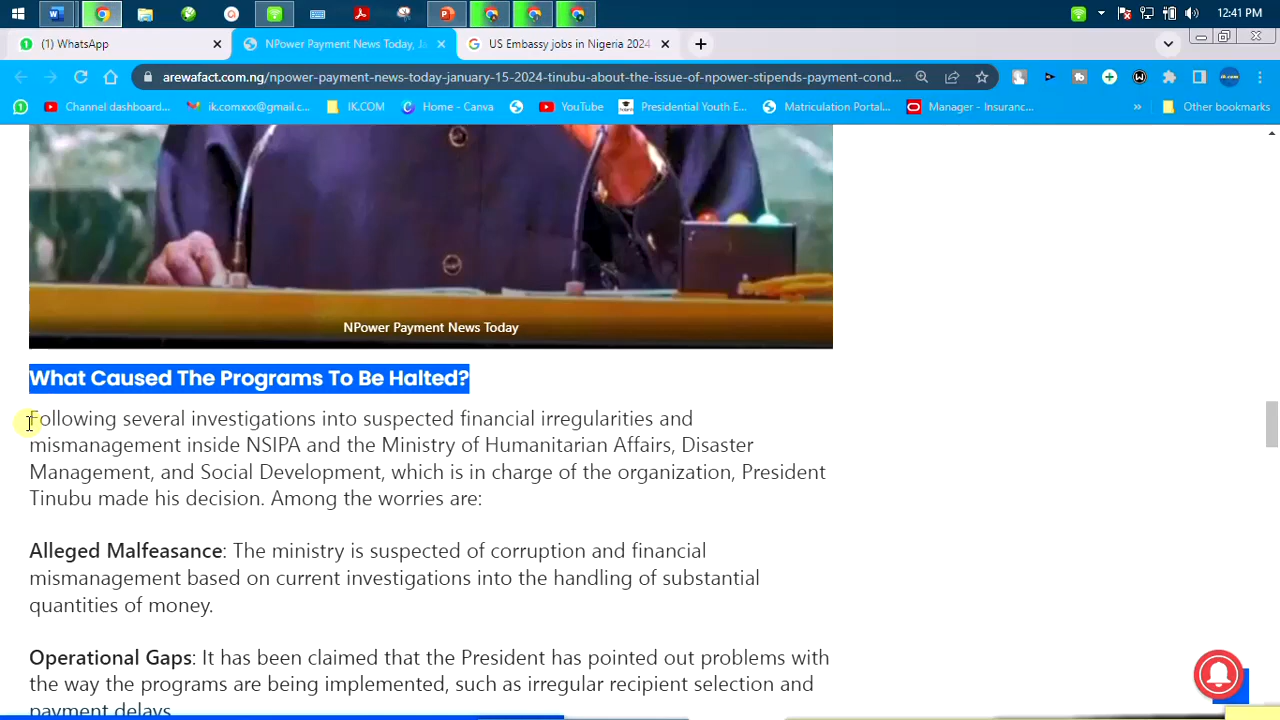 12:41 PM
(1) WhatsApp
NPower Payment News Today, Ja
US Embassy jobs in Nigeria 2024
arewafact.com.ng/npower-payment-news-today-january-15-2024-tinubu-about-the-issue-of-npower-stipends-payment-cond...
Channel dashboard...
ik.comxxx@gmail.c...
IK.COM
Home - Canva
YouTube
Presidential Youth E...
Matriculation Portal...
Manager - Insuranc...
»
Other bookmarks
NPower Payment News Today
What Caused The Programs To Be Halted?
Following several investigations into suspected financial irregularities and
mismanagement inside NSIPA and the Ministry of Humanitarian Affairs, Disaster
Management, and Social Development, which is in charge of the organization, President
Tinubu made his decision. Among the worries are:
Alleged Malfeasance: The ministry is suspected of corruption and financial
mismanagement based on current investigations into the handling of substantial
quantities of money.
Operational Gaps: It has been claimed that the President has pointed out problems with
the way the programs are being implemented, such as irregular recipient selection and
payment delays